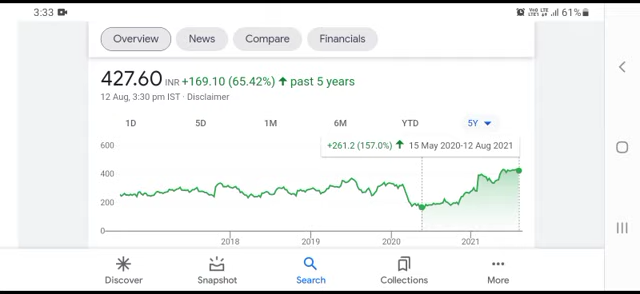 3:33 61%
Overview News Compare Financials
427.60 INR +169.10 (65.42%) ↑ past 5 years
12 Aug, 3:30 pm IST · Disclaimer
1D 5D 1M 6M YTD 5Y
+261.2 (157.0%) ↑ 15 May 2020-12 Aug 2021
600
400
200
0
2018 2019 2020 2021
Discover Snapshot Search Collections More